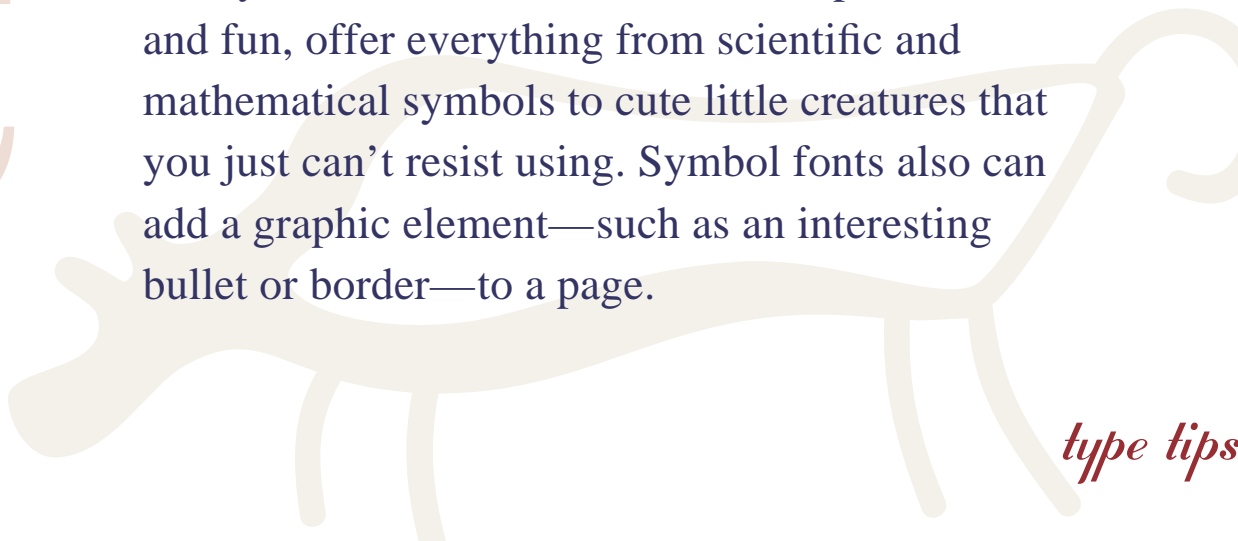 and fun, offer everything from scientific and
mathematical symbols to cute little creatures that
you just can’t resist using. Symbol fonts also can
add a graphic element—such as an interesting
bullet or border—to a page.
type tips